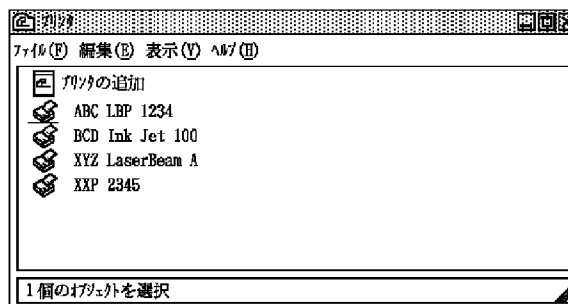 プリンタ
ファイル(F) 編集(E) 表示(V) ヘルプ(H)
プリンタの追加
ABC LBP 1234
BCD Ink Jet 100
XYZ LaserBeam A
XXP 2345
1個のオブジェクトを選択